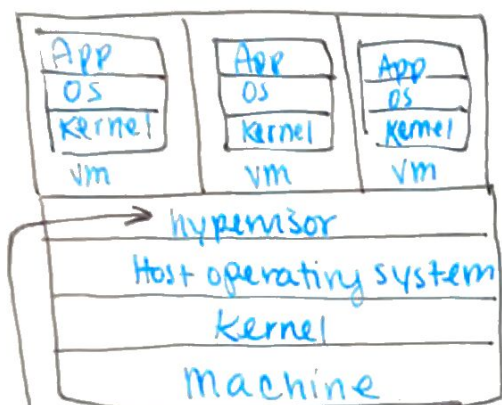 App App App
OS OS OS
Kernel Kernel Kernel
vm vm vm
hypervisor
Host operating system
Kernel
Machine